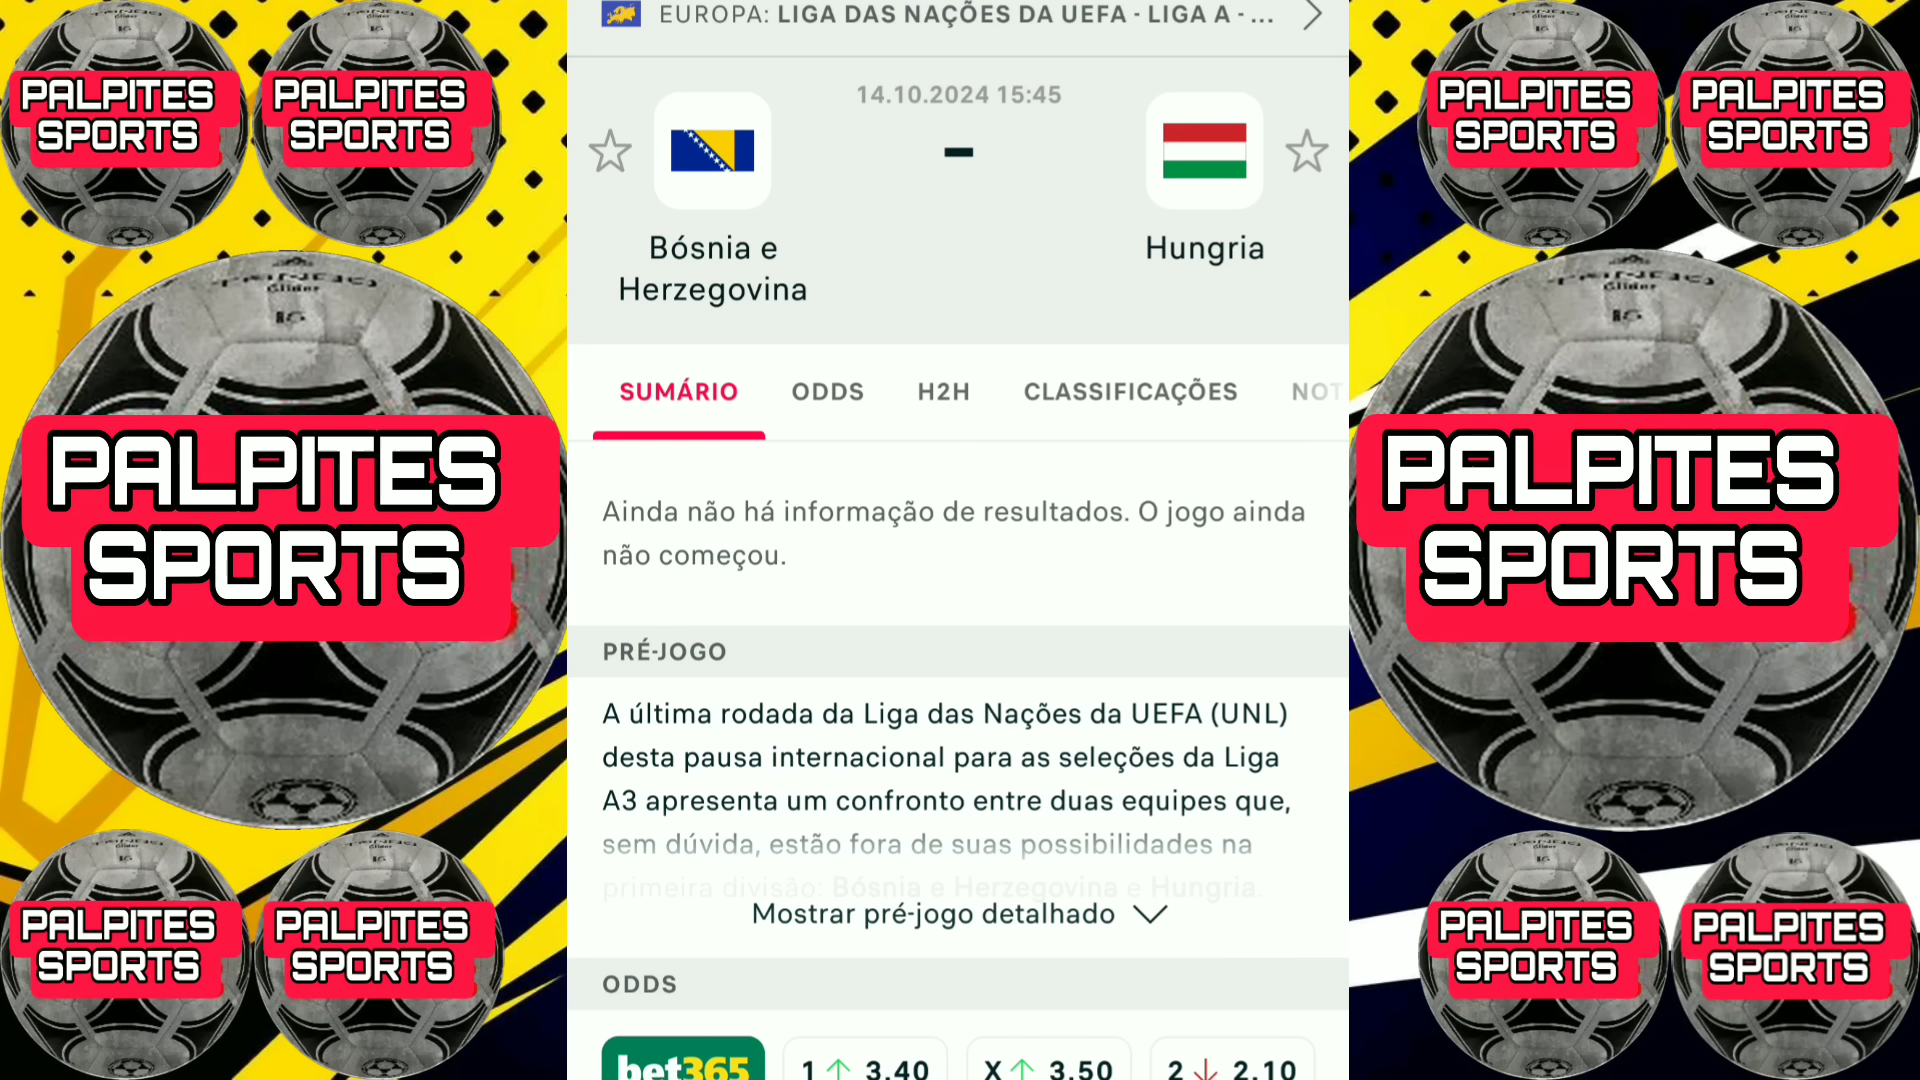 PALPITES
SPORTS
PALPITES
SPORTS
EUROPA: LIGA DAS NAÇÕES DA UEFA - LIGA A - ...
PALPITES
SPORTS
PALPITES
SPORTS
14.10.2024 15:45
-
Bósnia e
Herzegovina
Hungria
SUMÁRIO ODDS H2H CLASSIFICAÇÕES NOT
PALPITES
SPORTS
PALPITES
SPORTS
Ainda não há informação de resultados. O jogo ainda
não começou.
PRÉ-JOGO
A última rodada da Liga das Nações da UEFA (UNL)
desta pausa internacional para as seleções da Liga
A3 apresenta um confronto entre duas equipes que,
sem dúvida, estão fora de suas possibilidades na
primeira divisão: Bósnia e Herzegovina e Hungria.
Mostrar pré-jogo detalhado
PALPITES
SPORTS
PALPITES
SPORTS
PALPITES
SPORTS
PALPITES
SPORTS
ODDS
bet365 1 ↑ 3.40 X ↑ 3.50 2 ↓ 2.10